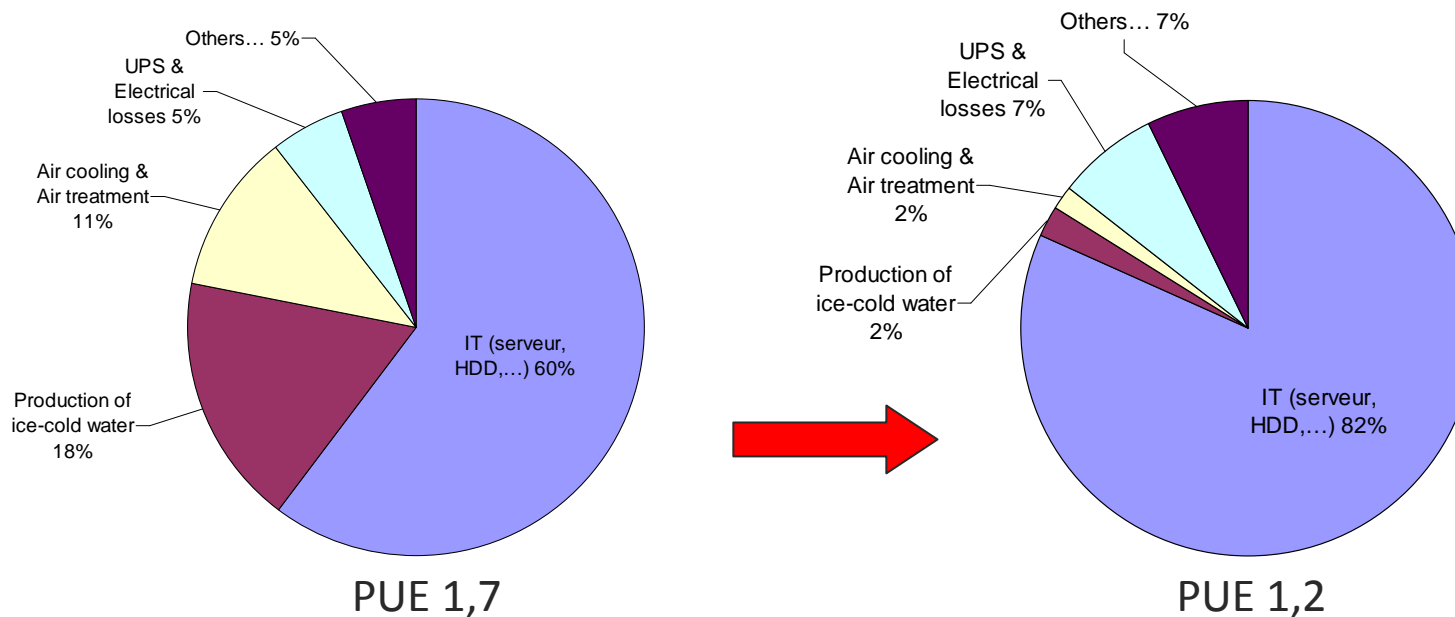 Others… 5%
UPS &
Electrical
losses 5%
Air cooling &
Air treatment
11%
Production of
ice-cold water
18%
IT (serveur,
HDD,…) 60%
PUE 1,7
Others… 7%
UPS &
Electrical
losses 7%
Air cooling &
Air treatment
2%
Production of
ice-cold water
2%
IT (serveur,
HDD,…) 82%
PUE 1,2